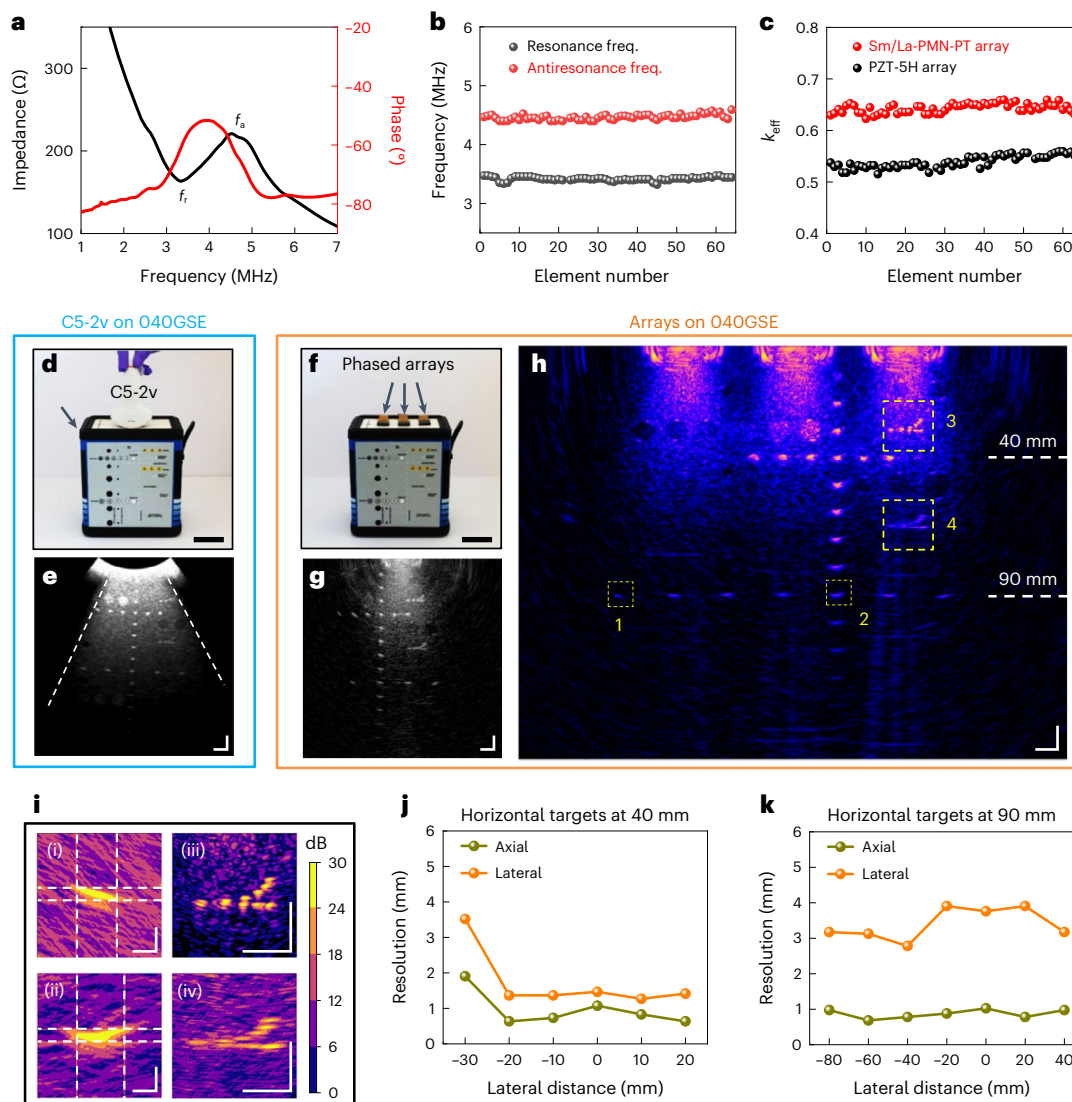 a
b
c
Impedance (Ω)
300
200
100
Phase (°)
−20
−40
−60
−80
fa
fr
1 2 3 4 5 6 7
Frequency (MHz)
Frequency (MHz)
6
5
4
3
Resonance freq.
Antiresonance freq.
0 10 20 30 40 50 60
Element number
keff
0.8
0.7
0.6
0.5
0.4
Sm/La-PMN-PT array
PZT-5H array
0 10 20 30 40 50 60
Element number
C5-2v on 040GSE
Arrays on 040GSE
d
C5-2v
e
f
Phased arrays
g
h
3
40 mm
4
90 mm
1
2
i
(i)
(iii)
(ii)
(iv)
dB
30
24
18
12
6
0
j
Horizontal targets at 40 mm
Resolution (mm)
6
5
4
3
2
1
0
Axial
Lateral
−30 −20 −10 0 10 20
Lateral distance (mm)
k
Horizontal targets at 90 mm
Resolution (mm)
6
5
4
3
2
1
0
Axial
Lateral
−80 −60 −40 −20 0 20 40
Lateral distance (mm)